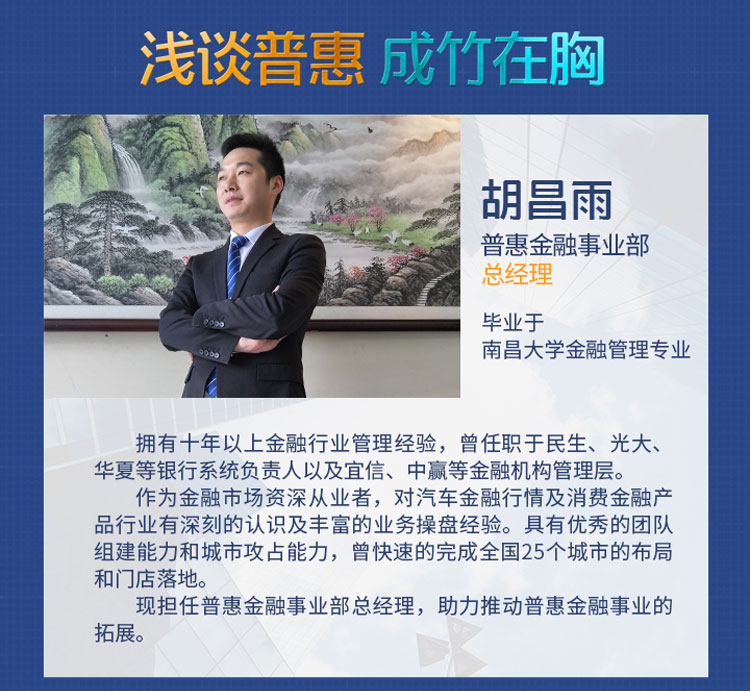 浅谈普惠 成竹在胸
胡昌雨
普惠金融事业部
总经理
毕业于
南昌大学金融管理专业
拥有十年以上金融行业管理经验，曾任职于民生、光大、
华夏等银行系统负责人以及宜信、中赢等金融机构管理层。
作为金融市场资深从业者，对汽车金融行情及消费金融产
品行业有深刻的认识及丰富的业务操盘经验。具有优秀的团队
组建能力和城市攻占能力，曾快速的完成全国25个城市的布局
和门店落地。
现担任普惠金融事业部总经理，助力推动普惠金融事业的
拓展。